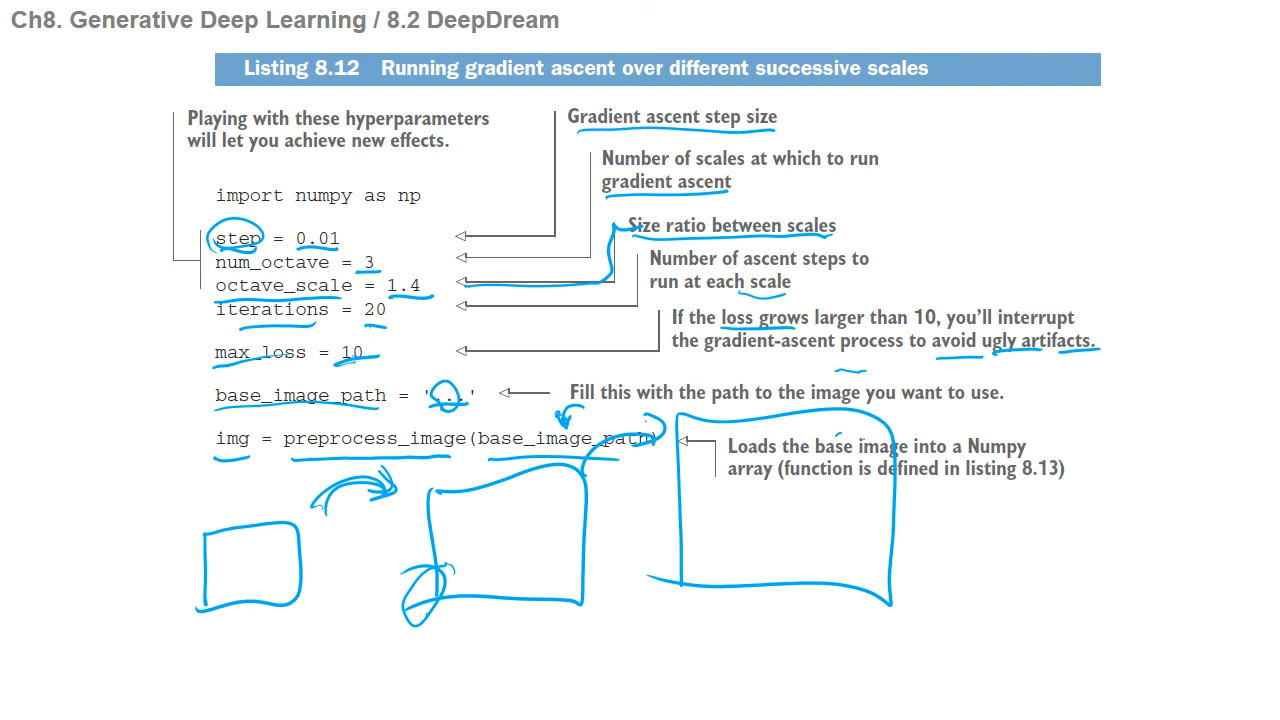 Ch8. Generative Deep Learning / 8.2 DeepDream
Listing 8.12 Running gradient ascent over different successive scales
Playing with these hyperparameters
will let you achieve new effects.
Gradient ascent step size
Number of scales at which to run
gradient ascent
import numpy as np
Size ratio between scales
step = 0.01
num_octave = 3
Number of ascent steps to
run at each scale
octave_scale = 1.4
iterations = 20
If the loss grows larger than 10, you’ll interrupt
the gradient-ascent process to avoid ugly artifacts.
max_loss = 10
base_image_path = '...'
Fill this with the path to the image you want to use.
img = preprocess_image(base_image_path)
Loads the base image into a Numpy
array (function is defined in listing 8.13)